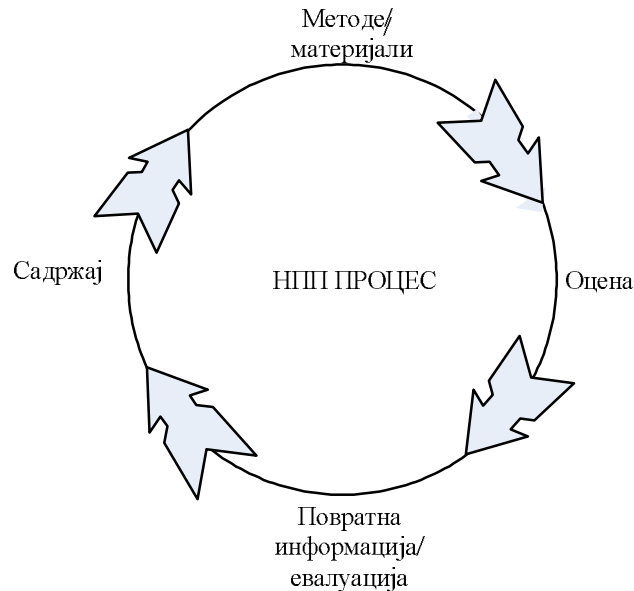 Методе/
материјали
Садржај
НПП ПРОЦЕС
Оцена
Повратна
информација/
евалуација